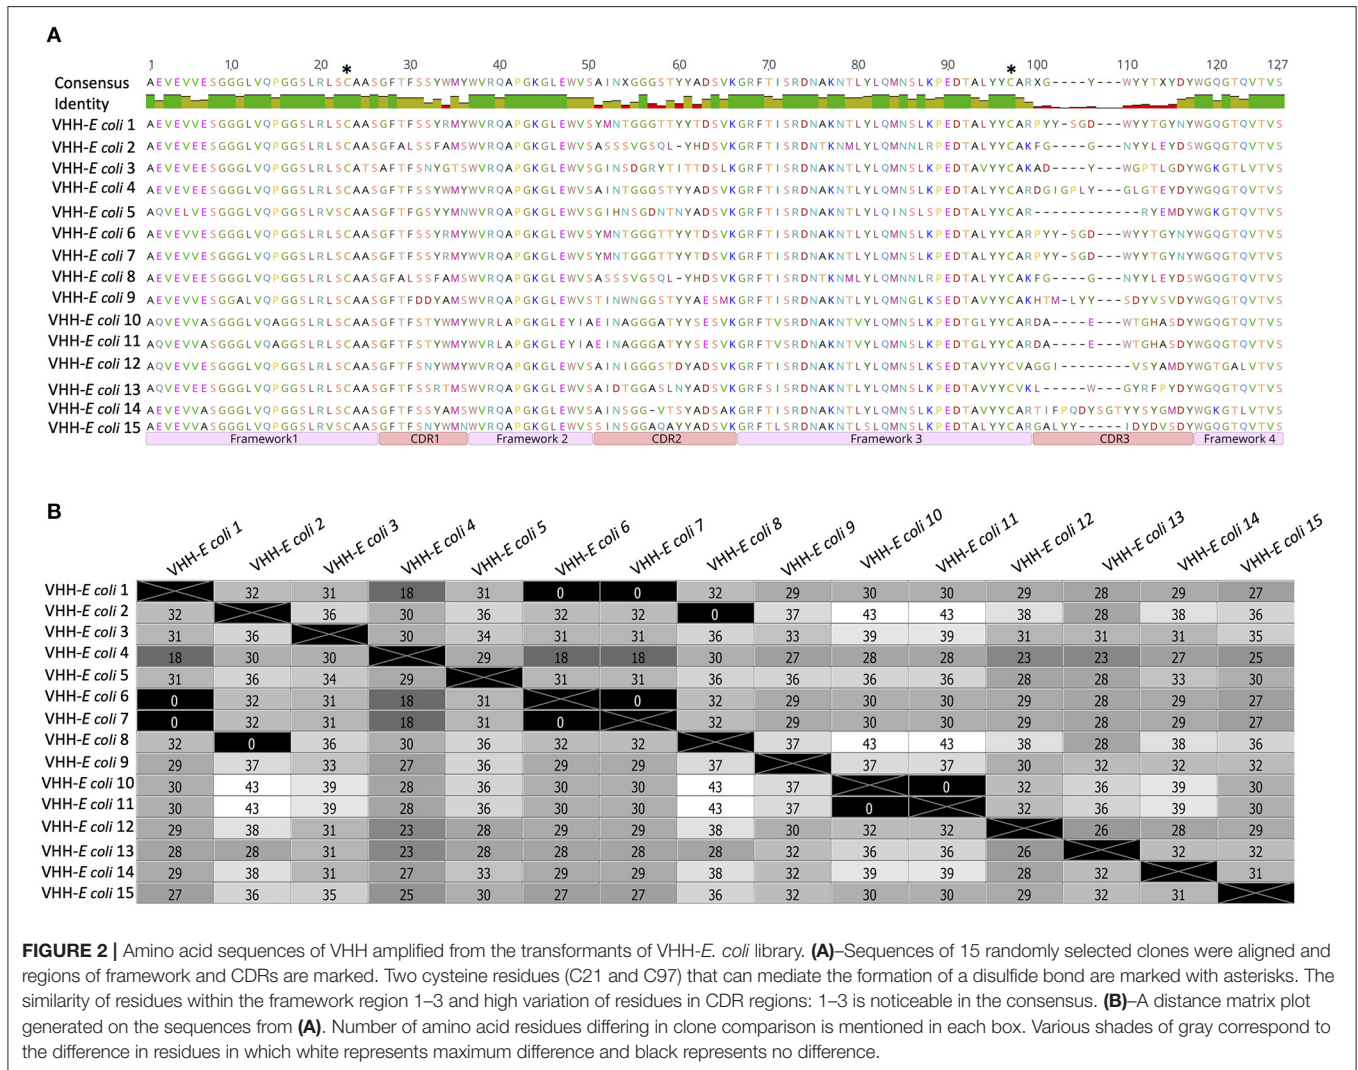 A
1 10 20 30 40 50 60 70 80 90 100 110 120 127
* *
Consensus AEVEVVESGGGLVQPGGSLRLSCAASGFTFSSYWMYWVRQAPGKGLEWVSAINXGGGSTYYADSVKGRFTISRDNAKNTLYLQMNSLKPEDTALYYCARXG----Y---WYYTXYDYWGQGTQVTVS
Identity
VHH-E coli 1 AEVEVVESGGGLVQPGGSLRLSCAASGFTFSSYRMYWVRQAPGKGLEWVSYMNTGGGTTYYTDSVKGRFTISRDNAKNTLYLQMNSLKPEDTALYYCARPYY-SGD---WYYTGYNYWGQGTQVTVS
VHH-E coli 2 AEVEVVESGGGLVQPGGSLRLSCAASGFALSSFAMSWVRQAPGKGLEWVSASSSVGSQL-YHDSVKGRFTISRDNTKNMLYLQMNNLRPEDTALYYCAKFG----G---NYYLEYDSWGQGTQVTVS
VHH-E coli 3 AEVEVVESGGGLVQPGGSLRLSCATSAFTFSNYGTSWVRQAPGKGLEWVSGINSDGRYTITTDSLKGRFTISRDNAKNTLYLQMNSLKPEDTAVYYCAKAD----Y---WGPTLGDYWGKGTLVTVS
VHH-E coli 4 AEVEVVESGGGLVQPGGSLRLSCAASGFTFSSYWMYWVRQAPGKGLEWVSAINTGGGSTYYADSVKGRFTISRDNAKNTLYLQMNSLKPEDTALYYCARDGIGPLY---GLGTEYDYWGQGTQVTVS
VHH-E coli 5 AQVELVESGGGLVQPGGSLRVSCAASGFTFGSYYMNWVRQAPGKGLEWVSGIHNSGDNTNYADSVKGRFTISRDNAKNTLYLQINSLSPEDTALYYCAR------------RYEMDYWGKGTQVTVS
VHH-E coli 6 AEVEVVESGGGLVQPGGSLRLSCAASGFTFSSYRMYWVRQAPGKGLEWVSYMNTGGGTTYYTDSVKGRFTISRDNAKNTLYLQMNSLKPEDTALYYCARPYY-SGD---WYYTGYNYWGQGTQVTVS
VHH-E coli 7 AEVEVVESGGGLVQPGGSLRLSCAASGFTFSSYRMYWVRQAPGKGLEWVSYMNTGGGTTYYTDSVKGRFTISRDNAKNTLYLQMNSLKPEDTALYYCARPYY-SGD---WYYTGYNYWGQGTQVTVS
VHH-E coli 8 AEVEVVESGGGLVQPGGSLRLSCAASGFALSSFAMSWVRQAPGKGLEWVSASSSVGSQL-YHDSVKGRFTISRDNTKNMLYLQMNNLRPEDTALYYCAKFG----G---NYYLEYDSWGQGTQVTVS
VHH-E coli 9 AEVEVVESGGALVQPGGSLRLSCAASGFTFDDYAMSWVRQAPGKGLEWVSTINWNGGSTYYAESMKGRFTISRDNAKNTLYLQMNGLKSEDTAVYYCAKHTM-LYY---SDYVSVDYWGQGTQVTVS
VHH-E coli 10 AQVEVVASGGGLVQAGGSLRLSCAASGFTFSTYWMYWVRLAPGKGLEYIAEINAGGGATYYSESVKGRFTVSRDNAKNTVYLQMNSLKPEDTGLYYCARDA----E---WTGHASDYWGQGTQVTVS
VHH-E coli 11 AQVEVVASGGGLVQAGGSLRLSCAASGFTFSTYWMYWVRLAPGKGLEYIAEINAGGGATYYSESVKGRFTVSRDNAKNTVYLQMNSLKPEDTGLYYCARDA----E---WTGHASDYWGQGTQVTVS
VHH-E coli 12 AQVEVVESGGGLVQPGGSLRLSCAASGFTFSSYWMYWVRQAPGKGLEWVSAINIGGGSTDYADSVKGRFTISRDNAKNTLYLQMNSLKSEDTAVYYCVAGGI--------VSYAMDYWGTGALVTVS
VHH-E coli 13 AQVEVEESGGGLVQPGGSLRLSCAASGFTFSSRTMSWVRQAPGKGLEWVSAIDTGGASLNYADSVKGRFSISRDNAKNTLYLQMNSLKPEDTAVYYCVKL-----W---GYRFPYDYWGQGTQVTVS
VHH-E coli 14 AEVEVVASGGGLVQPGGSLRLSCAASGFTFSSYAMSWVRQAPGKGLEWVSAINSGG-VTSYADSAKGRFTISRDNAKNTLYLQMNSLKPEDTAVYYCARTIFPQDYSGTYYSYGMDYWGKGTLVTVS
VHH-E coli 15 AEVEVVASGGGLVQPGGSLRVSCAASGFTFSNYWMNWVRQAPGKGLEWVSSINSGGAQAYYADSVKGRFTLSRDNAKNTLSLQMNSLKPEDTALYYCARGALYY-----IDYDVSDYWGQGTQVTVS
Framework1 CDR1 Framework 2 CDR2 Framework 3 CDR3 Framework 4
B
VHH-E coli 1 VHH-E coli 2 VHH-E coli 3 VHH-E coli 4 VHH-E coli 5 VHH-E coli 6 VHH-E coli 7 VHH-E coli 8 VHH-E coli 9 VHH-E coli 10 VHH-E coli 11 VHH-E coli 12 VHH-E coli 13 VHH-E coli 14 VHH-E coli 15
VHH-E coli 1 32 31 18 31 0 0 32 29 30 30 29 28 29 27
VHH-E coli 2 32 36 30 36 32 32 0 37 43 43 38 28 38 36
VHH-E coli 3 31 36 30 34 31 31 36 33 39 39 31 31 31 35
VHH-E coli 4 18 30 30 29 18 18 30 27 28 28 23 23 27 25
VHH-E coli 5 31 36 34 29 31 31 36 36 36 36 28 28 33 30
VHH-E coli 6 0 32 31 18 31 0 32 29 30 30 29 28 29 27
VHH-E coli 7 0 32 31 18 31 0 32 29 30 30 29 28 29 27
VHH-E coli 8 32 0 36 30 36 32 32 37 43 43 38 28 38 36
VHH-E coli 9 29 37 33 27 36 29 29 37 37 37 30 32 32 32
VHH-E coli 10 30 43 39 28 36 30 30 43 37 0 32 36 39 30
VHH-E coli 11 30 43 39 28 36 30 30 43 37 0 32 36 39 30
VHH-E coli 12 29 38 31 23 28 29 29 38 30 32 32 26 28 29
VHH-E coli 13 28 28 31 23 28 28 28 28 32 36 36 26 32 32
VHH-E coli 14 29 38 31 27 33 29 29 38 32 39 39 28 32 31
VHH-E coli 15 27 36 35 25 30 27 27 36 32 30 30 29 32 31
FIGURE 2 | Amino acid sequences of VHH amplified from the transformants of VHH-E. coli library. (A)–Sequences of 15 randomly selected clones were aligned and
regions of framework and CDRs are marked. Two cysteine residues (C21 and C97) that can mediate the formation of a disulfide bond are marked with asterisks. The
similarity of residues within the framework region 1–3 and high variation of residues in CDR regions: 1–3 is noticeable in the consensus. (B)–A distance matrix plot
generated on the sequences from (A). Number of amino acid residues differing in clone comparison is mentioned in each box. Various shades of gray correspond to
the difference in residues in which white represents maximum difference and black represents no difference.